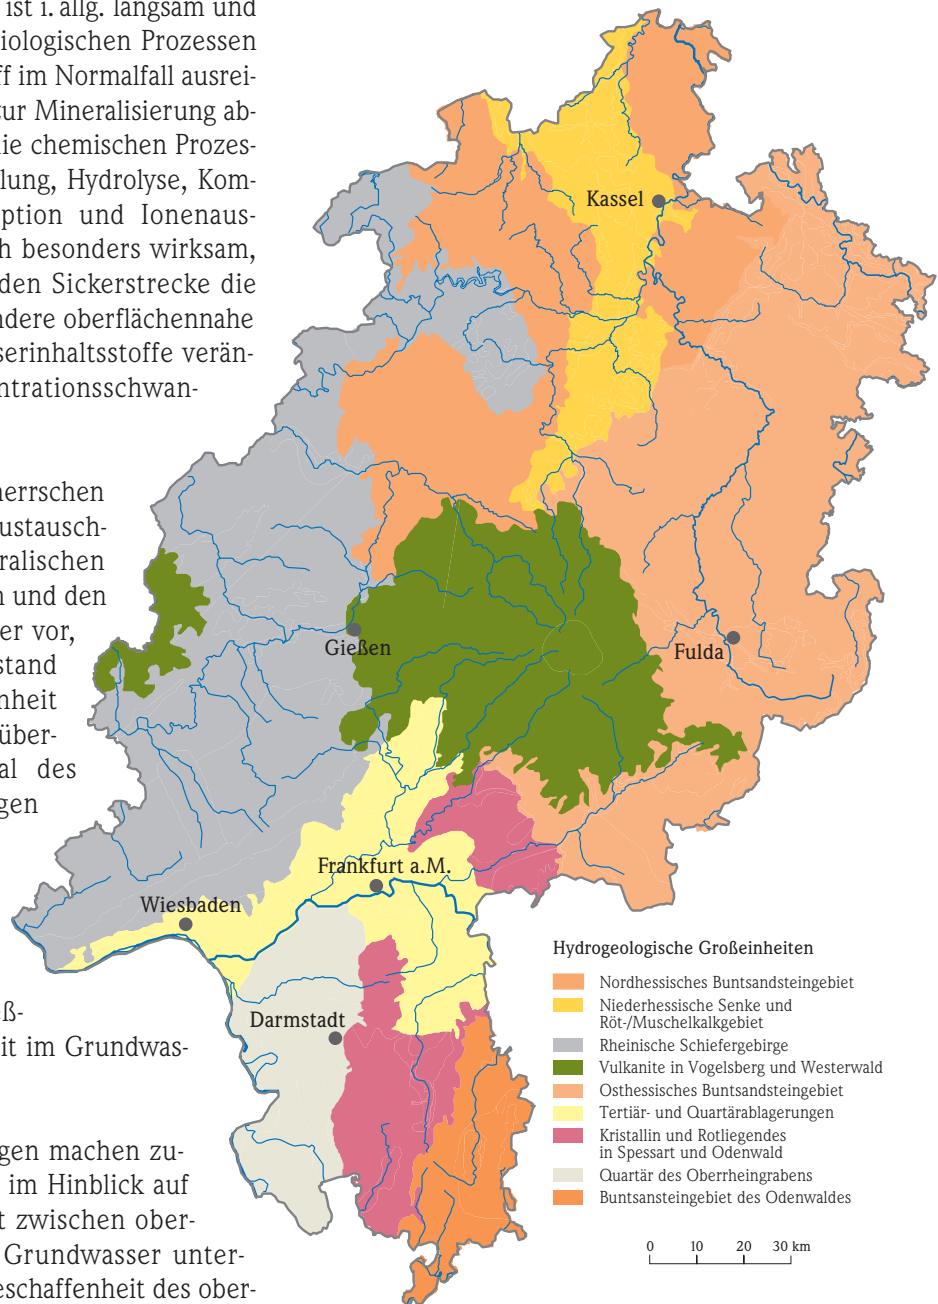 ist i. allg. langsam und
iologischen Prozessen
ff im Normalfall ausrei-
zur Mineralisierung ab-
ie chemischen Prozes-
lung, Hydrolyse, Kom-
ption und Ionenaus-
h besonders wirksam,
den Sickerstrecke die
ndere oberflächennahe
serinhaltsstoffe verän-
ntrationsschwan-
herrschen
ustausch-
ralischen
n und den
er vor,
stand
nheit
über-
al des
gen
ß-
it im Grundwas-
gen machen zu-
im Hinblick auf
t zwischen ober-
Grundwasser unter-
eschaffenheit des ober-
Kassel
Gießen
Fulda
Frankfurt a.M.
Wiesbaden
Darmstadt
Hydrogeologische Großeinheiten
Nordhessisches Buntsandsteingebiet
Niederhessische Senke und
Röt-/Muschelkalkgebiet
Rheinische Schiefergebirge
Vulkanite in Vogelsberg und Westerwald
Osthessisches Buntsandsteingebiet
Tertiär- und Quartärablagerungen
Kristallin und Rotliegendes
in Spessart und Odenwald
Quartär des Oberrheingrabens
Buntsansteingebiet des Odenwaldes
0 10 20 30 km